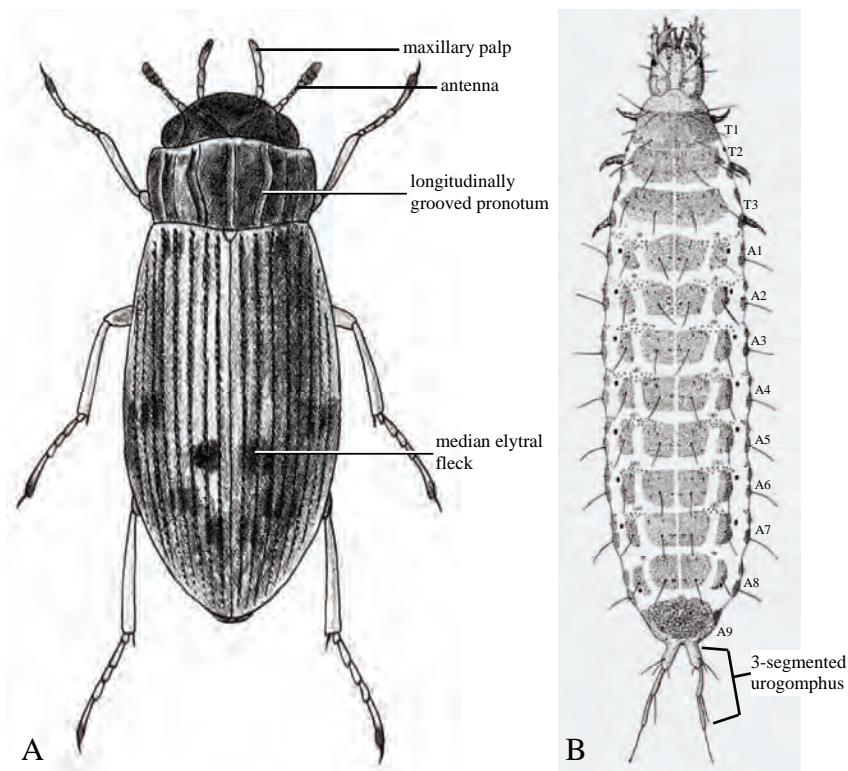 maxillary palp
antenna
longitudinally
grooved pronotum
median elytral
fleck
A
T1
T2
T3
A1
A2
A3
A4
A5
A6
A7
A8
A9
3-segmented
urogomphus
B